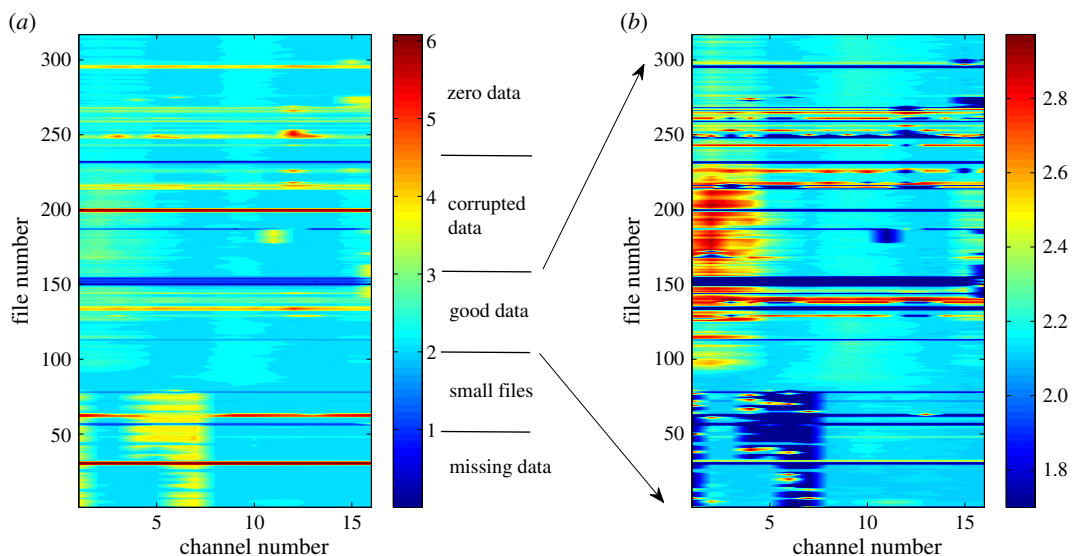 (a)
(b)
file number
300
250
200
150
100
50
5
10
15
channel number
6
5
4
3
2
1
zero data
corrupted
data
good data
small files
missing data
file number
300
250
200
150
100
50
5
10
15
channel number
2.8
2.6
2.4
2.2
2.0
1.8